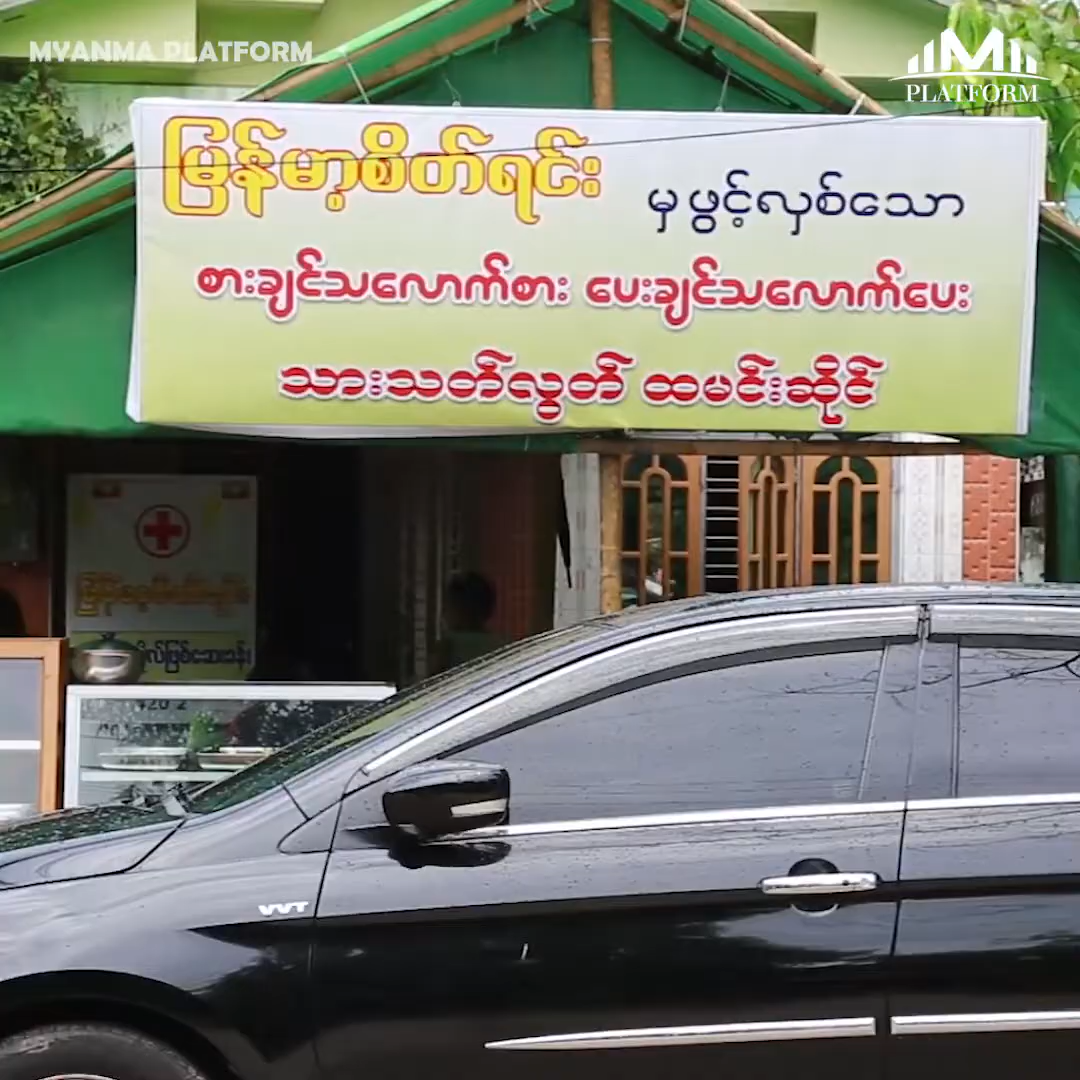 MYANMA PLATFORM
M
PLATFORM
မြန်မာ့စိတ်ရင်း မှ ဖွင့်လှစ်သော
စားချင်သလောက်စား ပေးချင်သလောက်ပေး
သားသတ်လွတ် ထမင်းဆိုင်
VVT